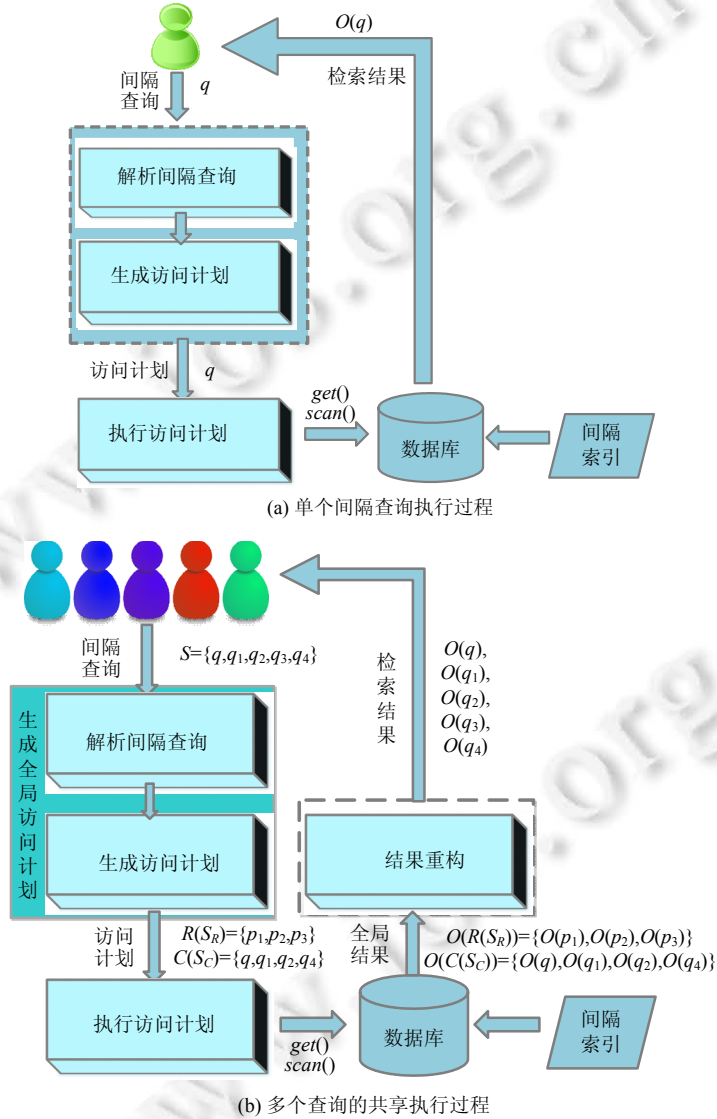 O(q)
间隔
查询
q
检索结果
解析间隔查询
生成访问计划
访问计划
q
执行访问计划
get()
scan()
数据库
间隔
索引
(a) 单个间隔查询执行过程
间隔
查询
S={q,q₁,q₂,q₃,q₄}
检索结果
O(q),
O(q₁),
O(q₂),
O(q₃),
O(q₄)
生成全局访问计划
解析间隔查询
生成访问计划
结果重构
访问
计划
R(S_R)={p₁,p₂,p₃}
C(S_C)={q,q₁,q₂,q₄}
全局
结果
O(R(S_R))={O(p₁),O(p₂),O(p₃)}
O(C(S_C))={O(q),O(q₁),O(q₂),O(q₄)}
执行访问计划
get()
scan()
数据库
间隔
索引
(b) 多个查询的共享执行过程